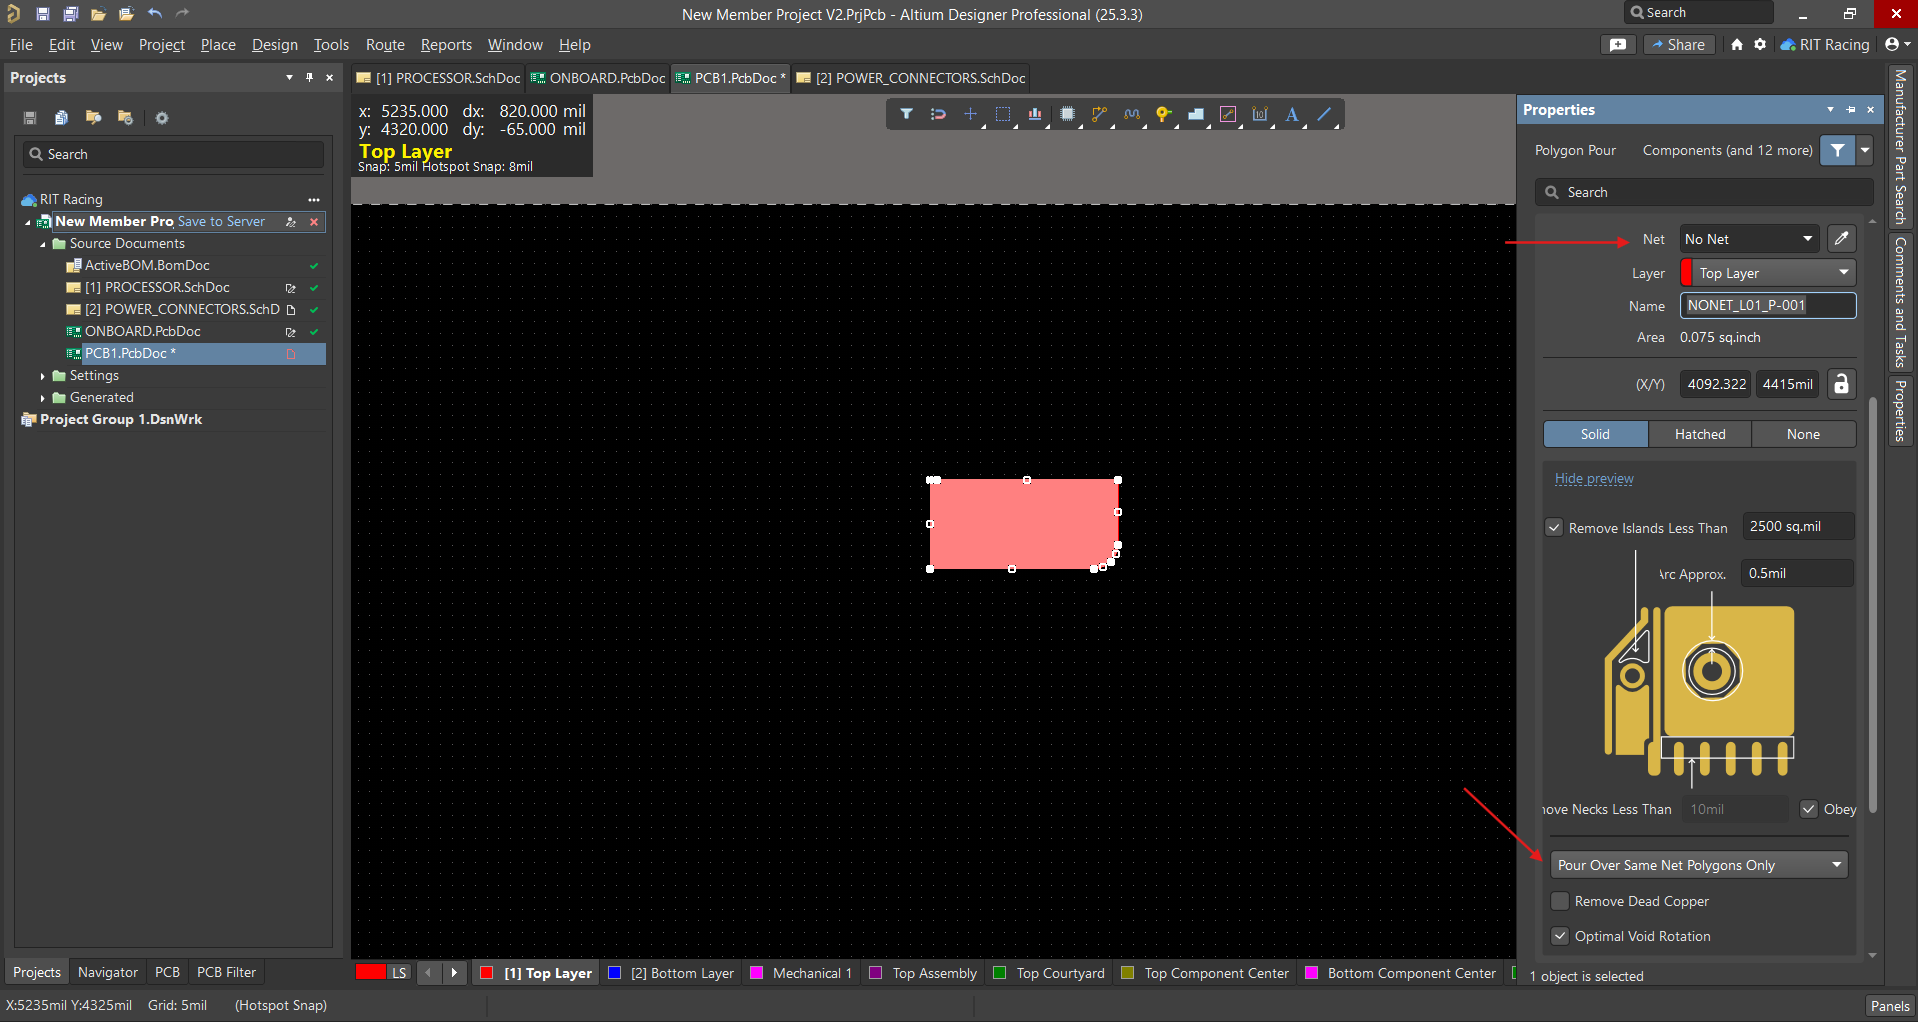 New Member Project V2.PrjPcb - Altium Designer Professional (25.3.3)
Search
File Edit View Project Place Design Tools Route Reports Window Help
Share
RIT Racing
Projects
[1] PROCESSOR.SchDoc
ONBOARD.PcbDoc
PCB1.PcbDoc *
[2] POWER_CONNECTORS.SchDoc
Search
RIT Racing
New Member Pro Save to Server
Source Documents
ActiveBOM.BomDoc
[1] PROCESSOR.SchDoc
[2] POWER_CONNECTORS.SchD
ONBOARD.PcbDoc
PCB1.PcbDoc *
Settings
Generated
Project Group 1.DsnWrk
x: 5235.000 dx: 820.000 mil
y: 4320.000 dy: -65.000 mil
Top Layer
Snap: 5mil Hotspot Snap: 8mil
Properties
Polygon Pour Components (and 12 more)
Search
Net No Net
Layer Top Layer
Name NONET_L01_P-001
Area 0.075 sq.inch
(X/Y) 4092.322 4415mil
Solid Hatched None
Hide preview
Remove Islands Less Than 2500 sq.mil
Arc Approx. 0.5mil
ove Necks Less Than 10mil Obey
Pour Over Same Net Polygons Only
Remove Dead Copper
Optimal Void Rotation
1 object is selected
Manufacturer Part Search
Comments and Tasks
Properties
Projects Navigator PCB PCB Filter
LS
[1] Top Layer
[2] Bottom Layer
Mechanical 1
Top Assembly
Top Courtyard
Top Component Center
Bottom Component Center
X:5235mil Y:4325mil Grid: 5mil (Hotspot Snap)
Panels